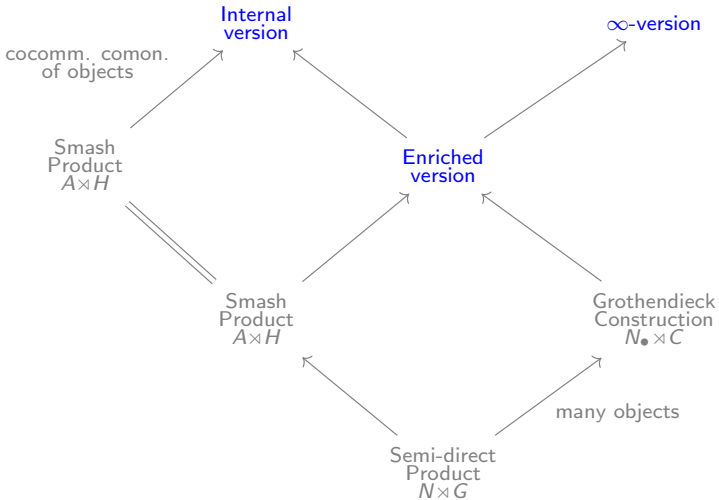 Internal
version
∞-version
cocomm. comon.
of objects
Smash
Product
A⋊H
Enriched
version
Smash
Product
A⋊H
Grothendieck
Construction
N•⋊C
many objects
Semi-direct
Product
N⋊G